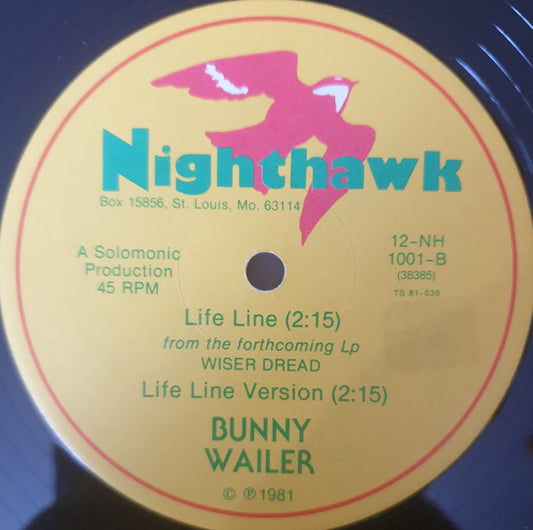 Nighthawk
Box 15856, St. Louis, Mo. 63114
A Solomonic
Production
45 RPM
12-NH
1001-B
(38385)
TS 81-038
Life Line (2:15)
from the forthcoming Lp
WISER DREAD
Life Line Version (2:15)
BUNNY
WAILER
© ℗ 1981